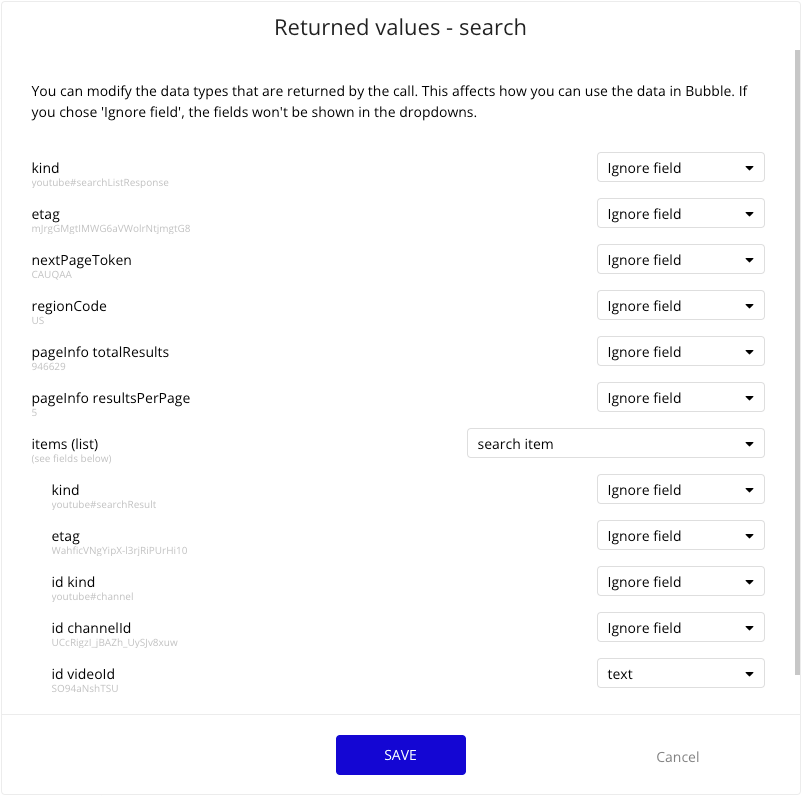 Returned values - search
You can modify the data types that are returned by the call. This affects how you can use the data in Bubble. If
you chose 'Ignore field', the fields won't be shown in the dropdowns.
kind
Ignore field
youtube#searchListResponse
etag
Ignore field
mJrgGMgtIMWG6aVWolrNtjmgtG8
nextPageToken
Ignore field
CAUQAA
regionCode
Ignore field
US
pageInfo totalResults
Ignore field
946629
pageInfo resultsPerPage
Ignore field
5
items (list)
search item
(see fields below)
kind
Ignore field
youtube#searchResult
etag
Ignore field
WahficVNgYipX-l3rjRiPUrHi10
id kind
Ignore field
youtube#channel
id channelId
Ignore field
UCcRigzI_jBAZh_UySJv8xuw
id videoId
text
SO94aNshTSU
SAVE
Cancel